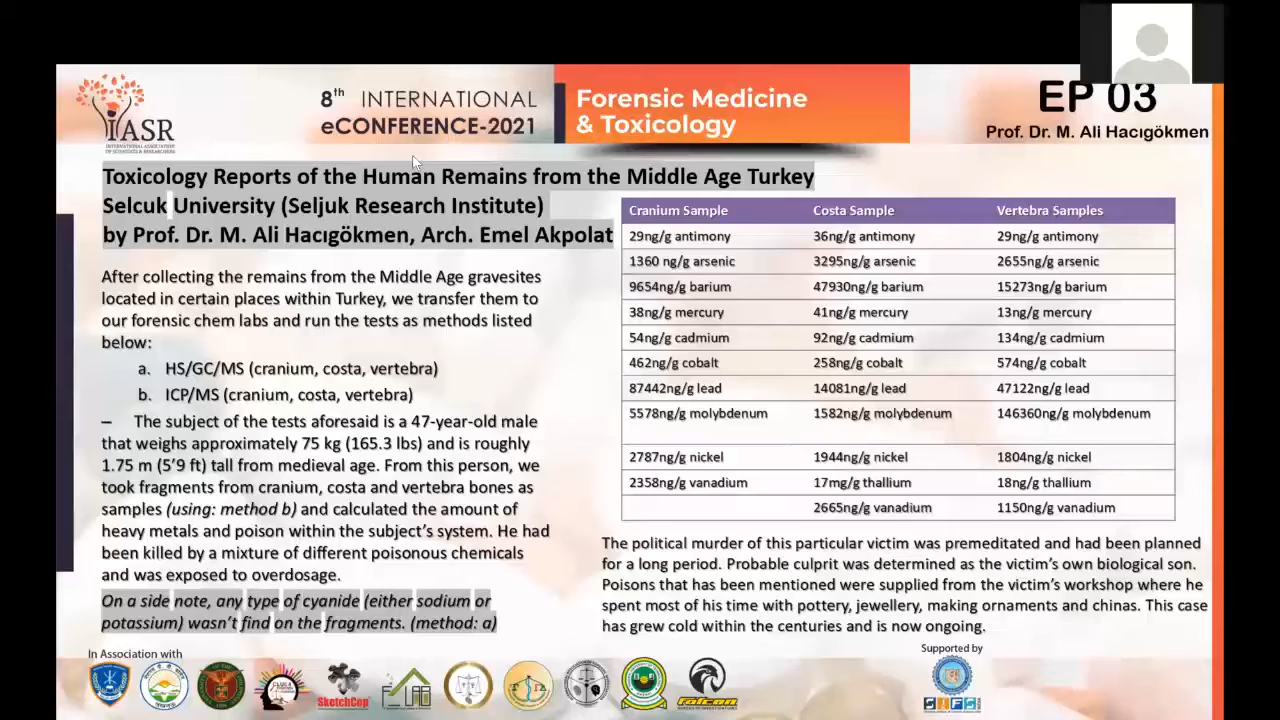 IASR
INTERNATIONAL ASSOCIATION
OF SCIENTISTS & RESEARCHERS
8th INTERNATIONAL
eCONFERENCE-2021
Forensic Medicine
& Toxicology
EP 03
Prof. Dr. M. Ali Hacıgökmen
Toxicology Reports of the Human Remains from the Middle Age Turkey
Selcuk University (Seljuk Research Institute)
by Prof. Dr. M. Ali Hacıgökmen, Arch. Emel Akpolat
After collecting the remains from the Middle Age gravesites
located in certain places within Turkey, we transfer them to
our forensic chem labs and run the tests as methods listed
below:
a. HS/GC/MS (cranium, costa, vertebra)
b. ICP/MS (cranium, costa, vertebra)
– The subject of the tests aforesaid is a 47-year-old male
that weighs approximately 75 kg (165.3 lbs) and is roughly
1.75 m (5’9 ft) tall from medieval age. From this person, we
took fragments from cranium, costa and vertebra bones as
samples (using: method b) and calculated the amount of
heavy metals and poison within the subject’s system. He had
been killed by a mixture of different poisonous chemicals
and was exposed to overdosage.
On a side note, any type of cyanide (either sodium or
potassium) wasn’t find on the fragments. (method: a)
Cranium Sample Costa Sample Vertebra Samples
29ng/g antimony 36ng/g antimony 29ng/g antimony
1360 ng/g arsenic 3295ng/g arsenic 2655ng/g arsenic
9654ng/g barium 47930ng/g barium 15273ng/g barium
38ng/g mercury 41ng/g mercury 13ng/g mercury
54ng/g cadmium 92ng/g cadmium 134ng/g cadmium
462ng/g cobalt 258ng/g cobalt 574ng/g cobalt
87442ng/g lead 14081ng/g lead 47122ng/g lead
5578ng/g molybdenum 1582ng/g molybdenum 146360ng/g molybdenum
2787ng/g nickel 1944ng/g nickel 1804ng/g nickel
2358ng/g vanadium 17mg/g thallium 18ng/g thallium
2665ng/g vanadium 1150ng/g vanadium
The political murder of this particular victim was premeditated and had been planned
for a long period. Probable culprit was determined as the victim’s own biological son.
Poisons that has been mentioned were supplied from the victim’s workshop where he
spent most of his time with pottery, jewellery, making ornaments and chinas. This case
has grew cold within the centuries and is now ongoing.
In Association with
Supported by
SketchCop
LAB
falcon
SIFS